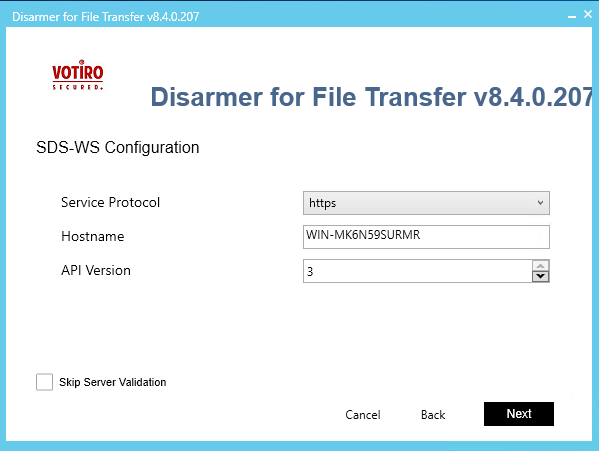 Disarmer for File Transfer v8.4.0.207
VOTIRO
SECURED.
Disarmer for File Transfer v8.4.0.207
SDS-WS Configuration
Service Protocol
https
Hostname
WIN-MK6N59SURMR
API Version
3
Skip Server Validation
Cancel
Back
Next